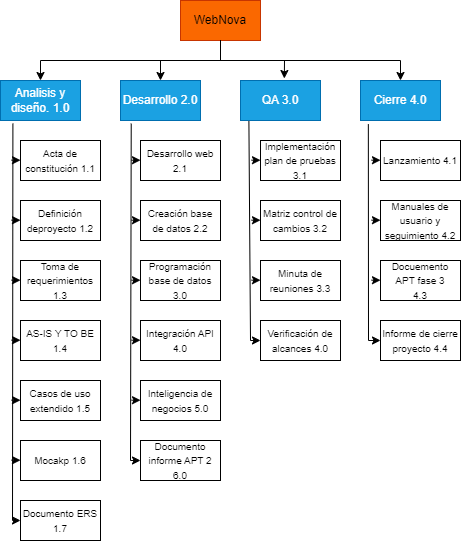 WebNova
Analisis y
diseño. 1.0
Acta de
constitución 1.1
Definición
deproyecto 1.2
Toma de
requerimientos
1.3
AS-IS Y TO BE
1.4
Casos de uso
extendido 1.5
Mocakp 1.6
Documento ERS
1.7
Desarrollo 2.0
Desarrollo web
2.1
Creación base
de datos 2.2
Programación
base de datos
3.0
Integración API
4.0
Inteligencia de
negocios 5.0
Documento
informe APT 2
6.0
QA 3.0
Implementación
plan de pruebas
3.1
Matriz control de
cambios 3.2
Minuta de
reuniones 3.3
Verificación de
alcances 4.0
Cierre 4.0
Lanzamiento 4.1
Manuales de
usuario y
seguimiento 4.2
Docuemento
APT fase 3
4.3
Informe de cierre
proyecto 4.4